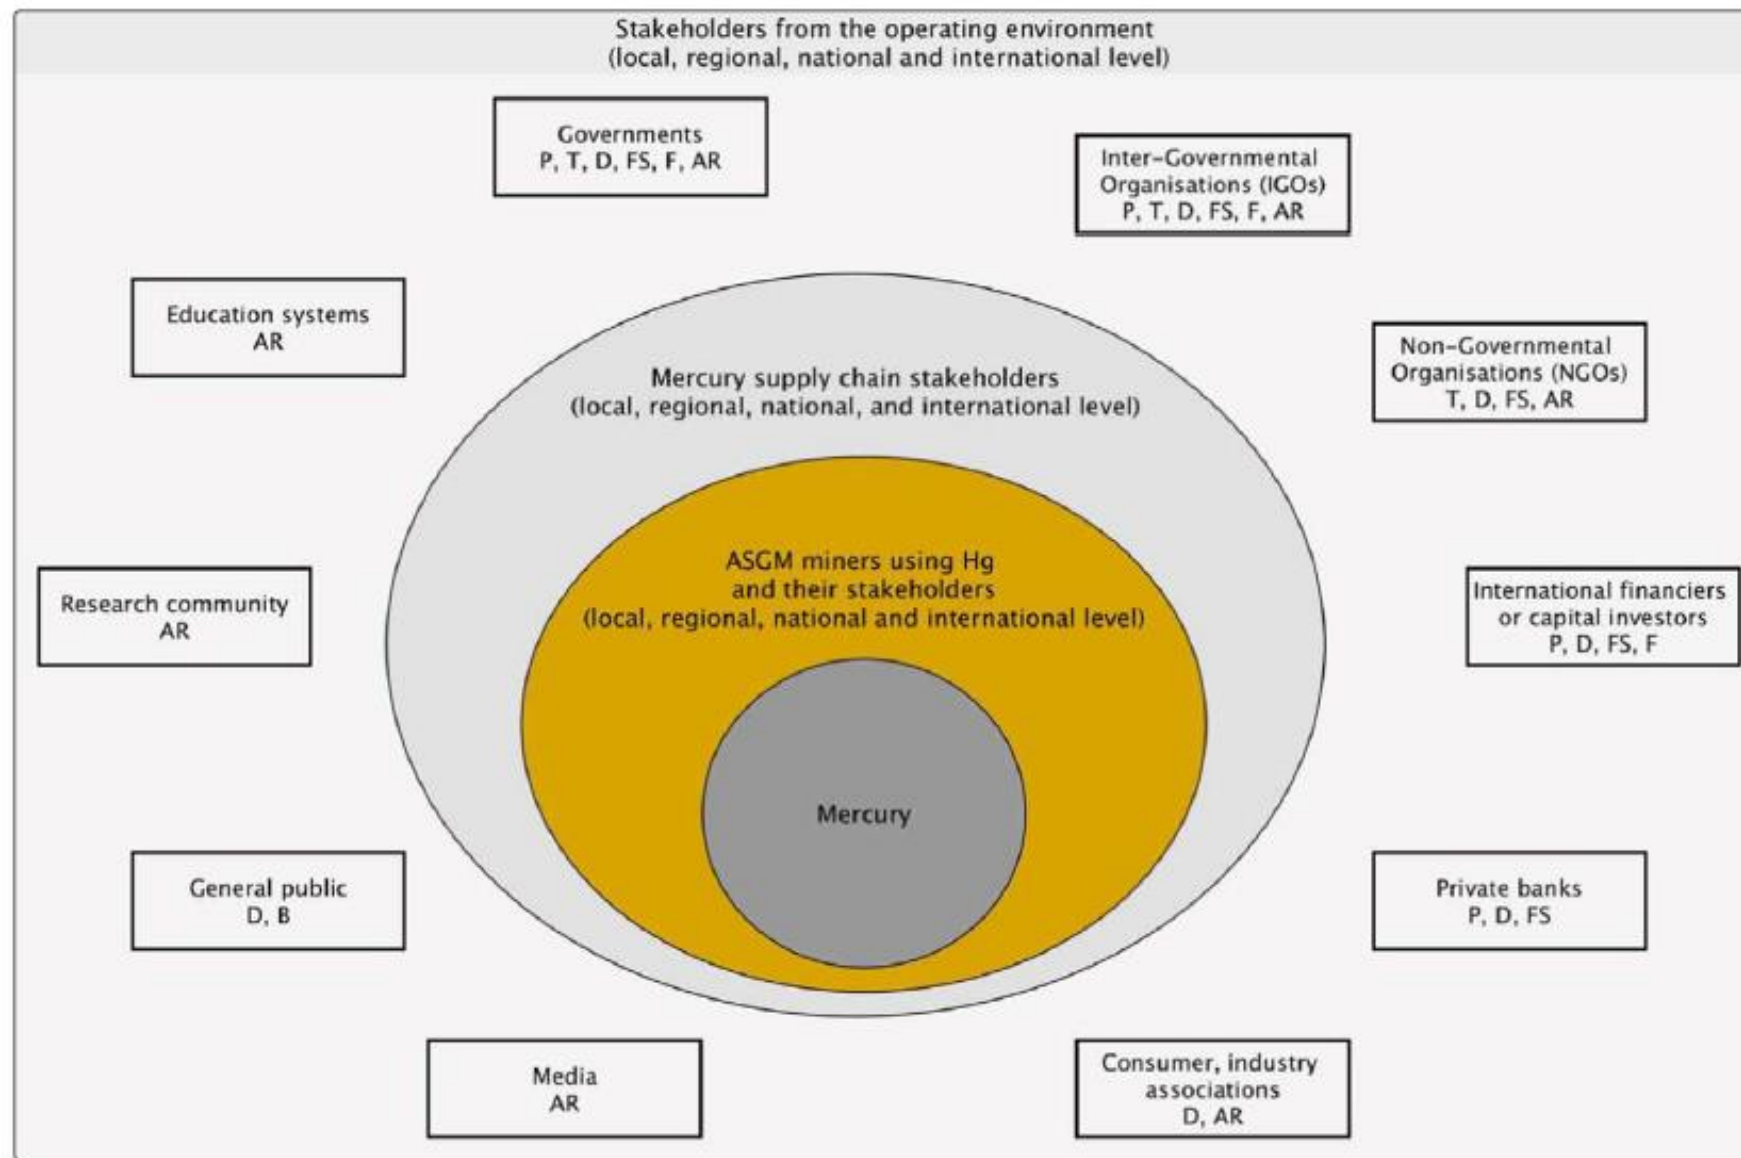 Stakeholders from the operating environment
(local, regional, national and international level)
Governments
P, T, D, FS, F, AR
Inter-Governmental
Organisations (IGOs)
P, T, D, FS, F, AR
Education systems
AR
Non-Governmental
Organisations (NGOs)
T, D, FS, AR
Mercury supply chain stakeholders
(local, regional, national, and international level)
ASGM miners using Hg
and their stakeholders
(local, regional, national and international level)
Research community
AR
International financiers
or capital investors
P, D, FS, F
Mercury
General public
D, B
Private banks
P, D, FS
Media
AR
Consumer, industry
associations
D, AR